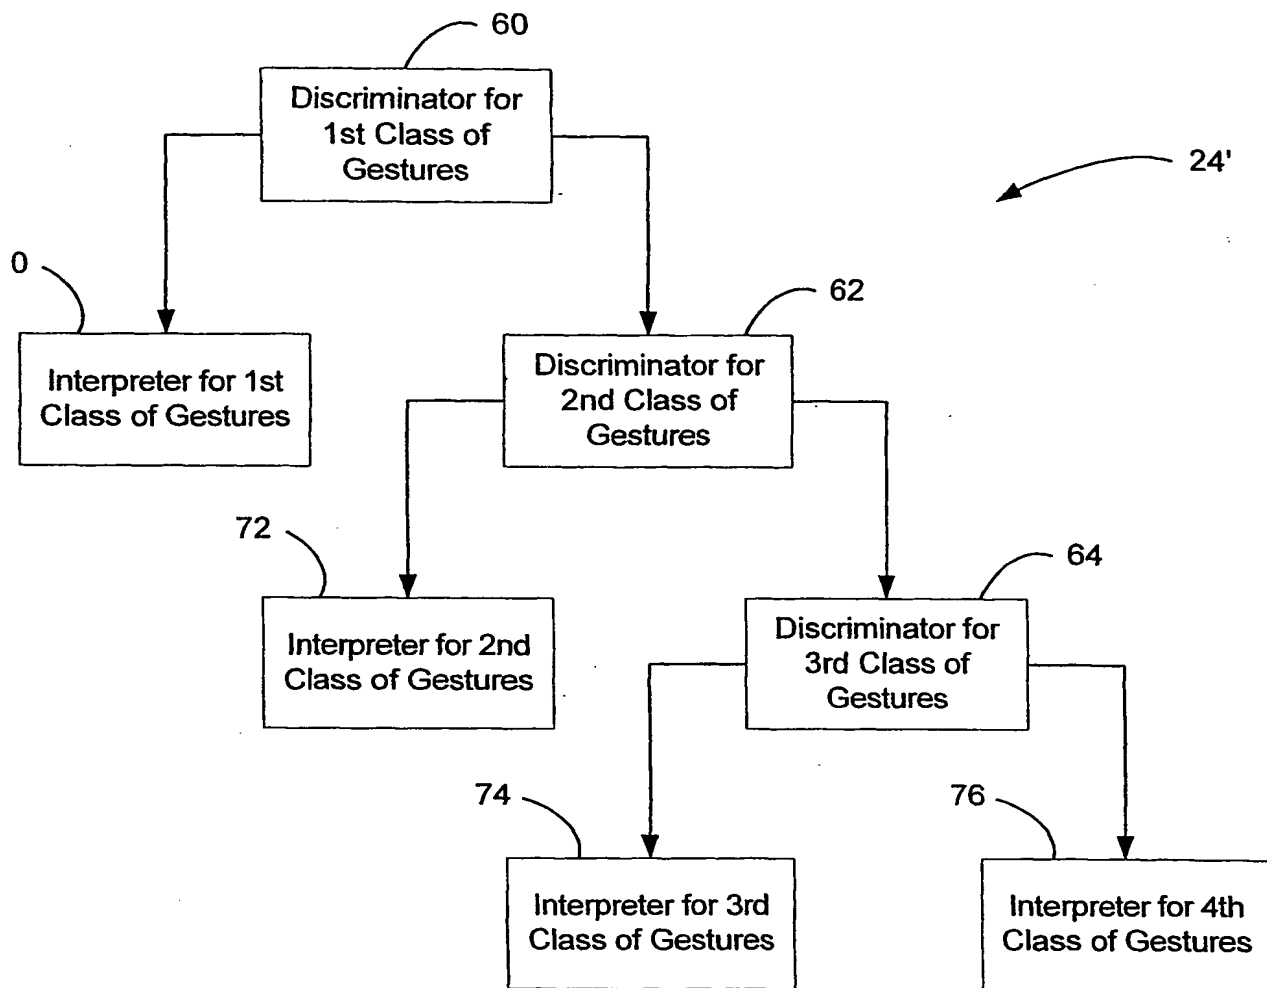 60
Discriminator for
1st Class of
Gestures
24'
0
Interpreter for 1st
Class of Gestures
62
Discriminator for
2nd Class of
Gestures
72
Interpreter for 2nd
Class of Gestures
64
Discriminator for
3rd Class of
Gestures
74
Interpreter for 3rd
Class of Gestures
76
Interpreter for 4th
Class of Gestures